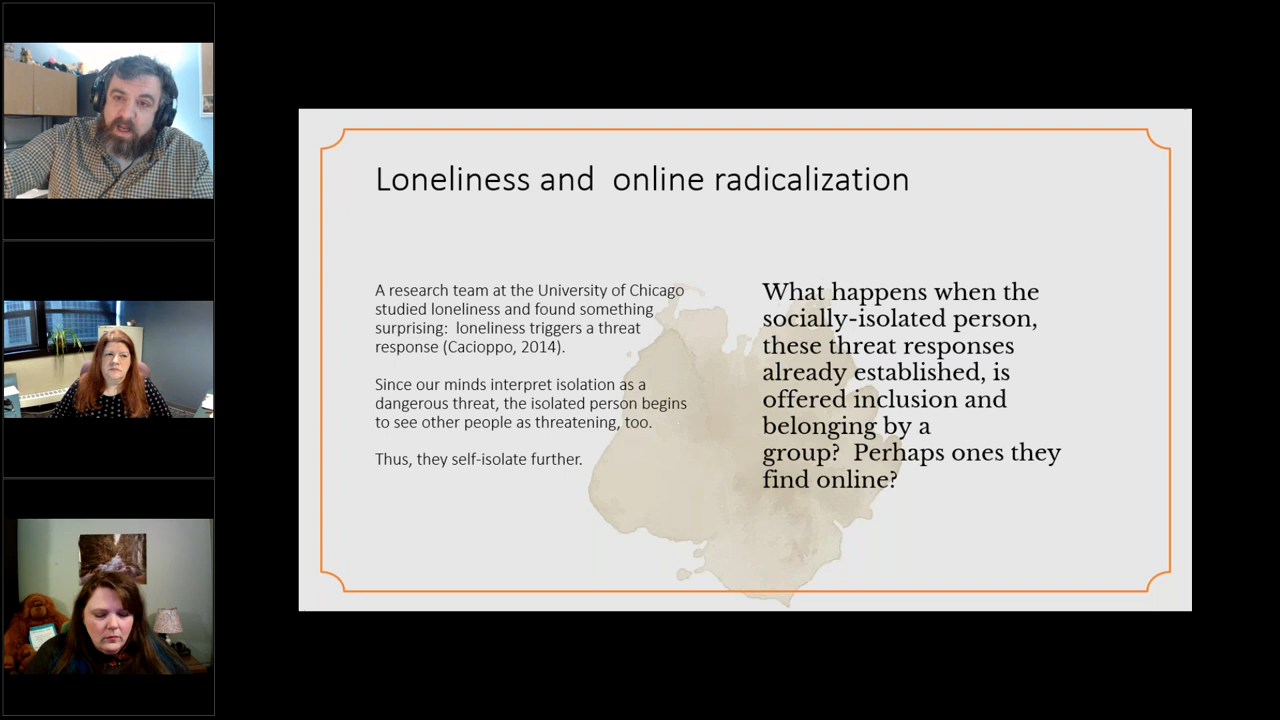 Loneliness and  online radicalization
A research team at the University of Chicago
studied loneliness and found something
surprising:  loneliness triggers a threat
response (Cacioppo, 2014).
Since our minds interpret isolation as a
dangerous threat, the isolated person begins
to see other people as threatening, too.
Thus, they self-isolate further.
What happens when the
socially-isolated person,
these threat responses
already established, is
offered inclusion and
belonging by a
group?  Perhaps ones they
find online?